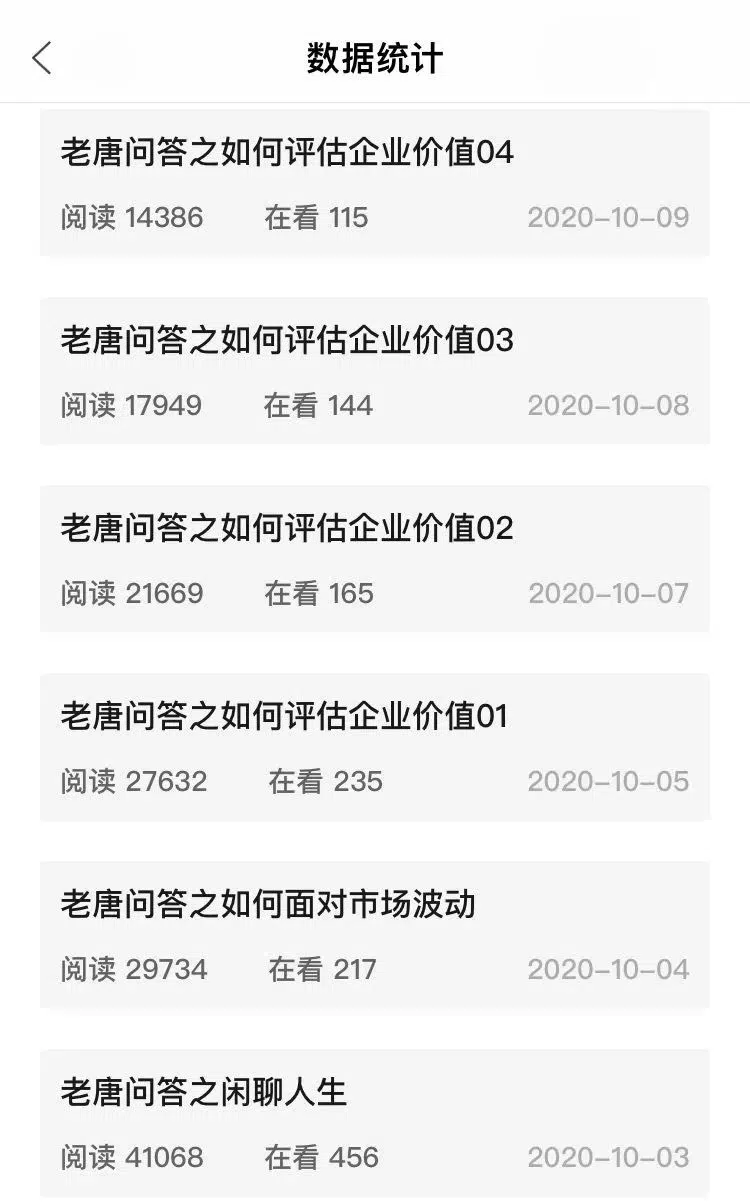 数据统计
老唐问答之如何评估企业价值04
阅读 14386 在看 115 2020-10-09
老唐问答之如何评估企业价值03
阅读 17949 在看 144 2020-10-08
老唐问答之如何评估企业价值02
阅读 21669 在看 165 2020-10-07
老唐问答之如何评估企业价值01
阅读 27632 在看 235 2020-10-05
老唐问答之如何面对市场波动
阅读 29734 在看 217 2020-10-04
老唐问答之闲聊人生
阅读 41068 在看 456 2020-10-03